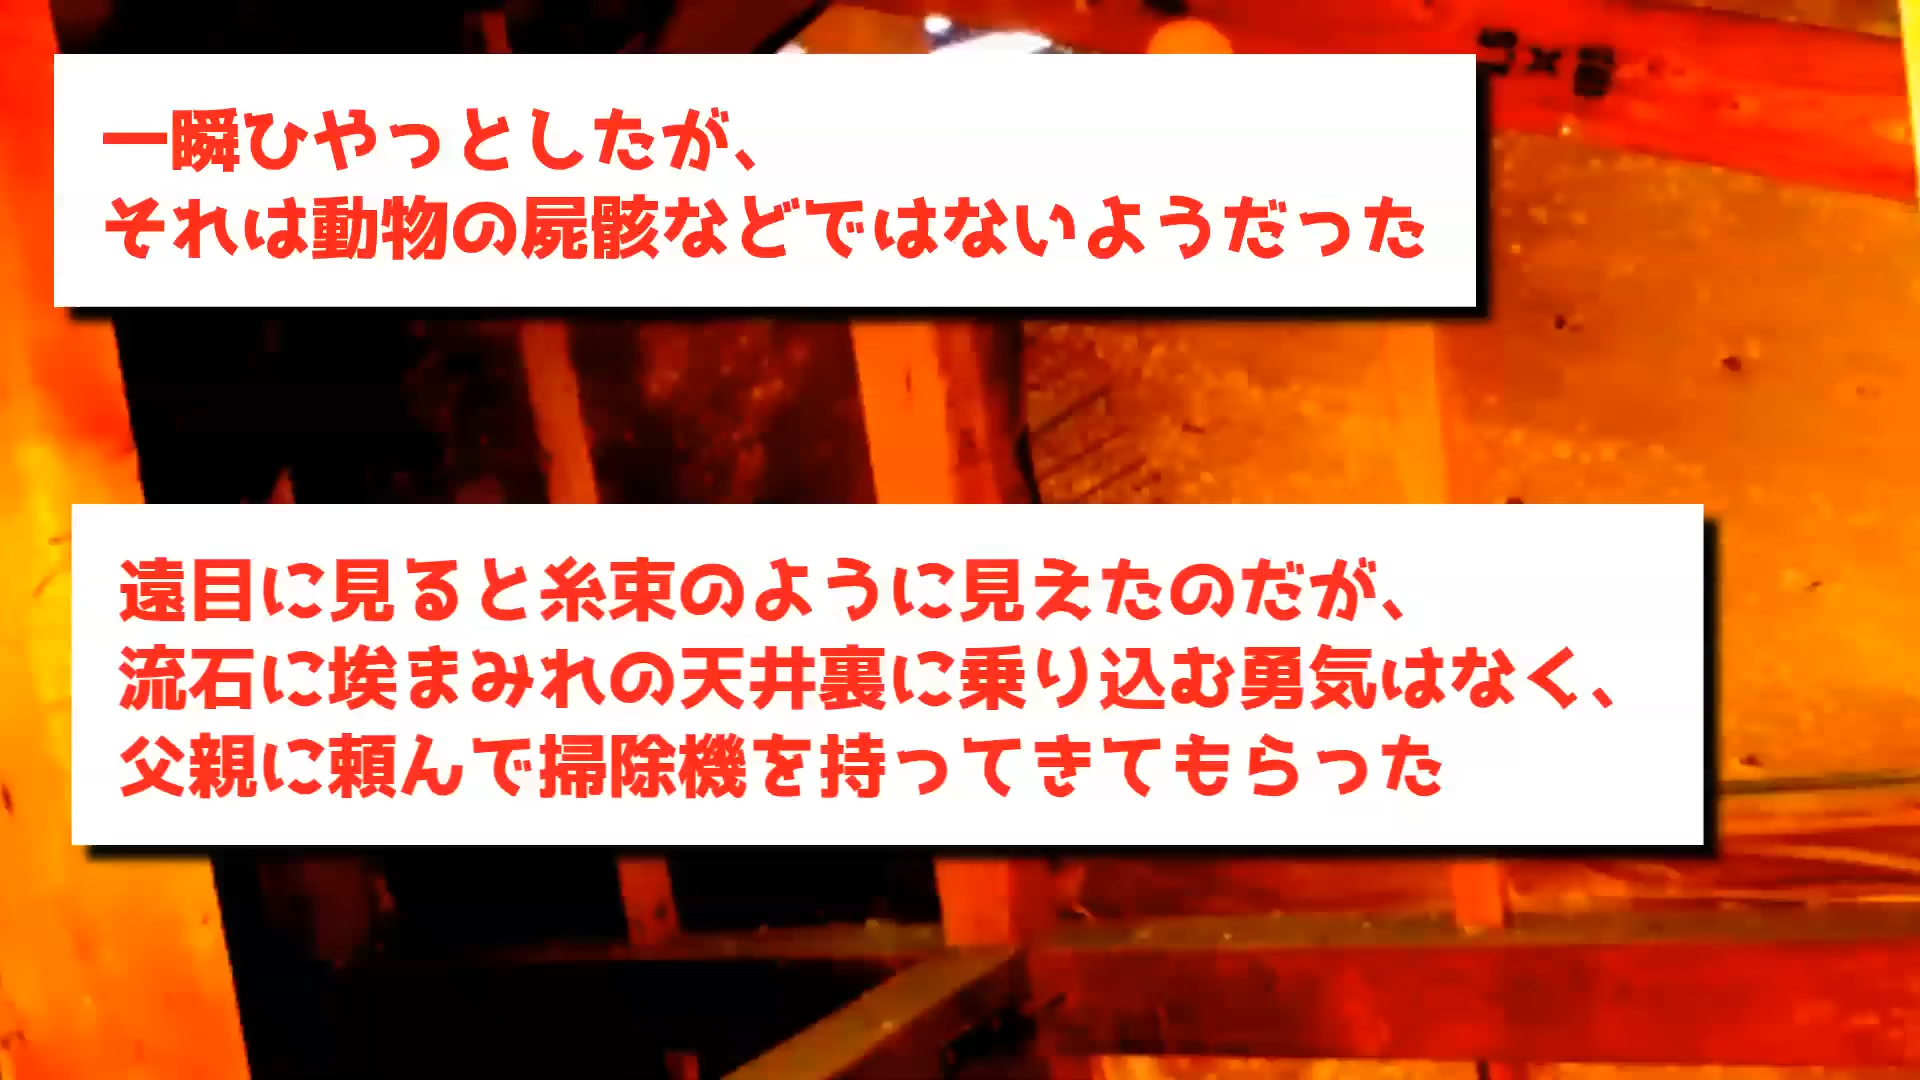 一瞬ひやっとしたが、
それは動物の屍骸などではないようだった
遠目に見ると糸束のように見えたのだが、
流石に埃まみれの天井裏に乗り込む勇気はなく、
父親に頼んで掃除機を持ってきてもらった